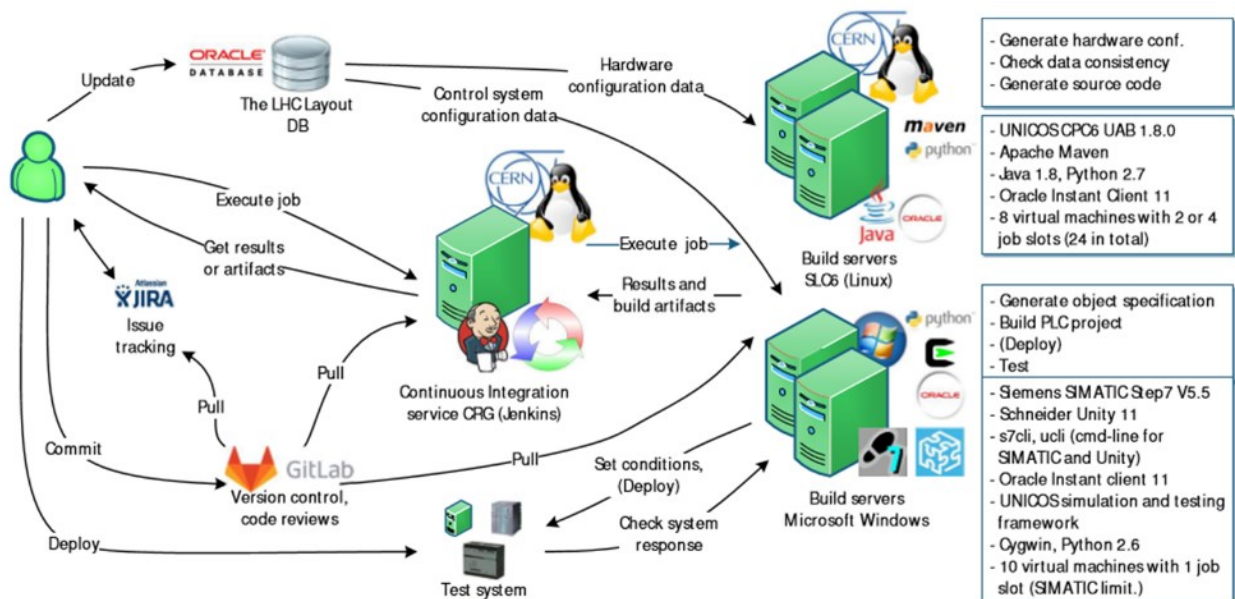 ORACLE
DATABASE
The LHC Layout
DB
Update
Hardware
configuration data
Control system
configuration data
CERN
maven
python
Java
ORACLE
Build servers
SLC6 (Linux)
- Generate hardware conf.
- Check data consistency
- Generate source code
- UNICOS CPC6 UAB 1.8.0
- Apache Maven
- Java 1.8, Python 2.7
- Oracle Instant Client 11
- 8 virtual machines with 2 or 4
job slots (24 in total)
Execute job
Get results
or artifacts
CERN
Execute job
Results and
build artifacts
Continuous Integration
service CRG (Jenkins)
Atlassian
JIRA
Issue
tracking
Pull
Pull
Pull
Commit
GitLab
Version control,
code reviews
Deploy
Test system
Set conditions,
(Deploy)
Check system
response
python
ORACLE
7
Build servers
Microsoft Windows
- Generate object specification
- Build PLC project
- (Deploy)
- Test
- Siemens SIMATIC Step7 V5.5
- Schneider Unity 11
- s7cli, ucli (cmd-line for
SIMATIC and Unity)
- Oracle Instant client 11
- UNICOS simulation and testing
framework
- Cygwin, Python 2.6
- 10 virtual machines with 1 job
slot (SIMATIC limit.)